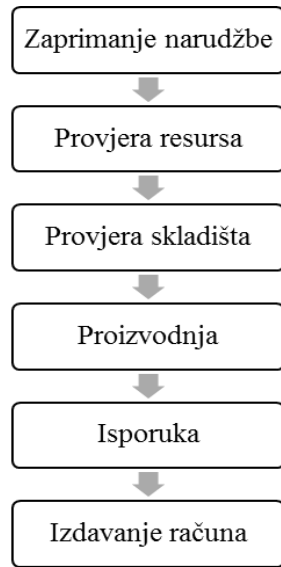 Zaprimanje narudžbe
Provjera resursa
Provjera skladišta
Proizvodnja
Isporuka
Izdavanje računa